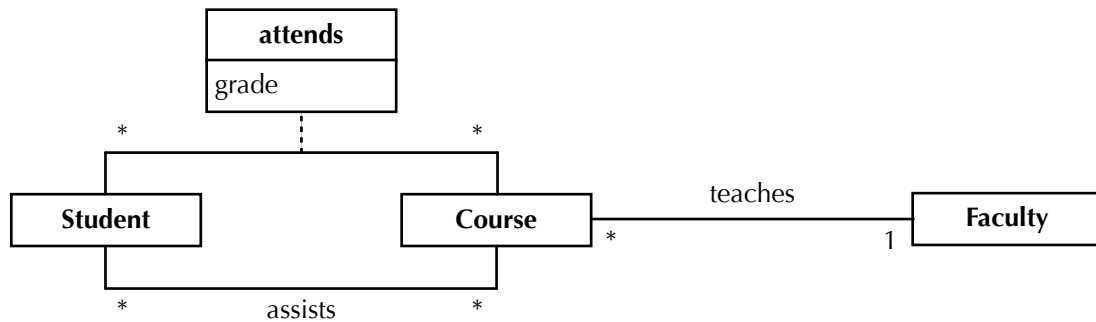 attends
grade
* *
Student
Course
teaches
Faculty
* 1
* assists *